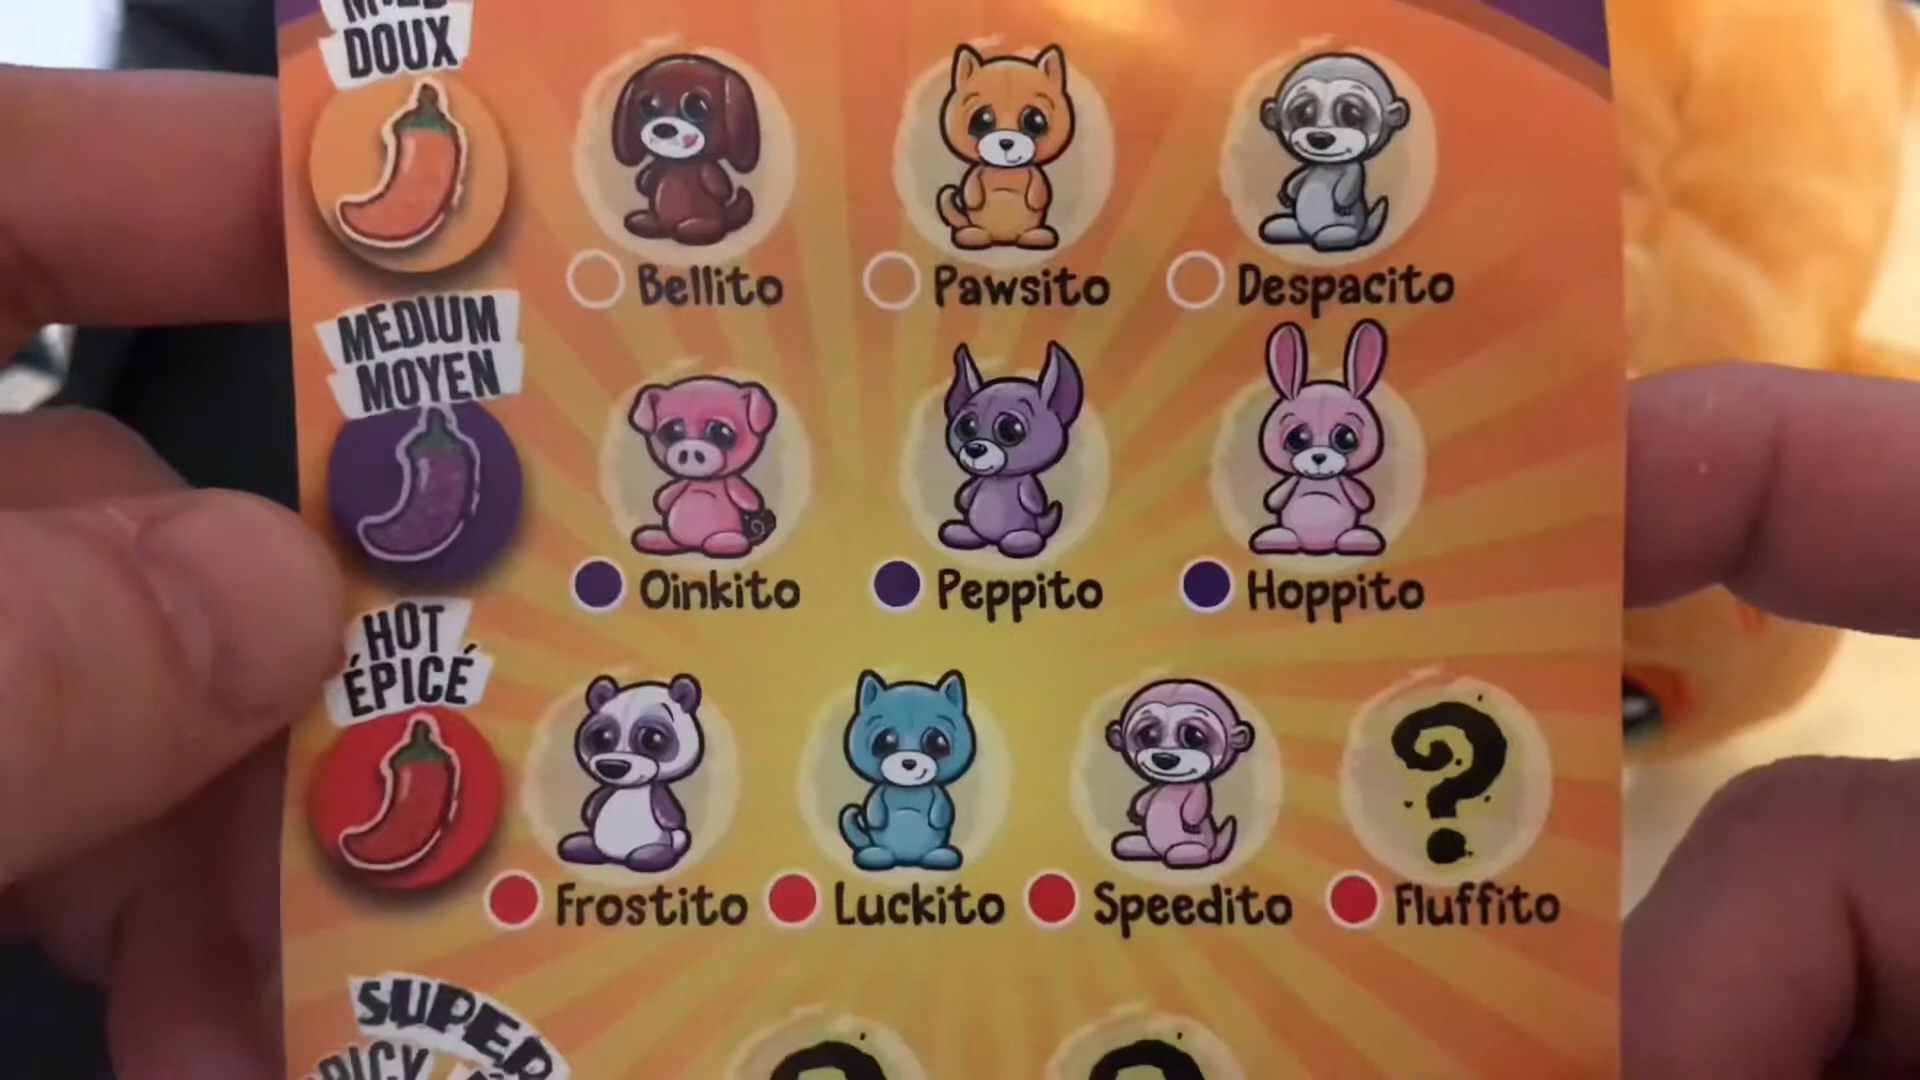 DOUX
Bellito Pawsito Despacito
MEDIUM
MOYEN
Oinkito Peppito Hoppito
HOT
ÉPICÉ
?
Frostito Luckito Speedito Fluffito
SUPER